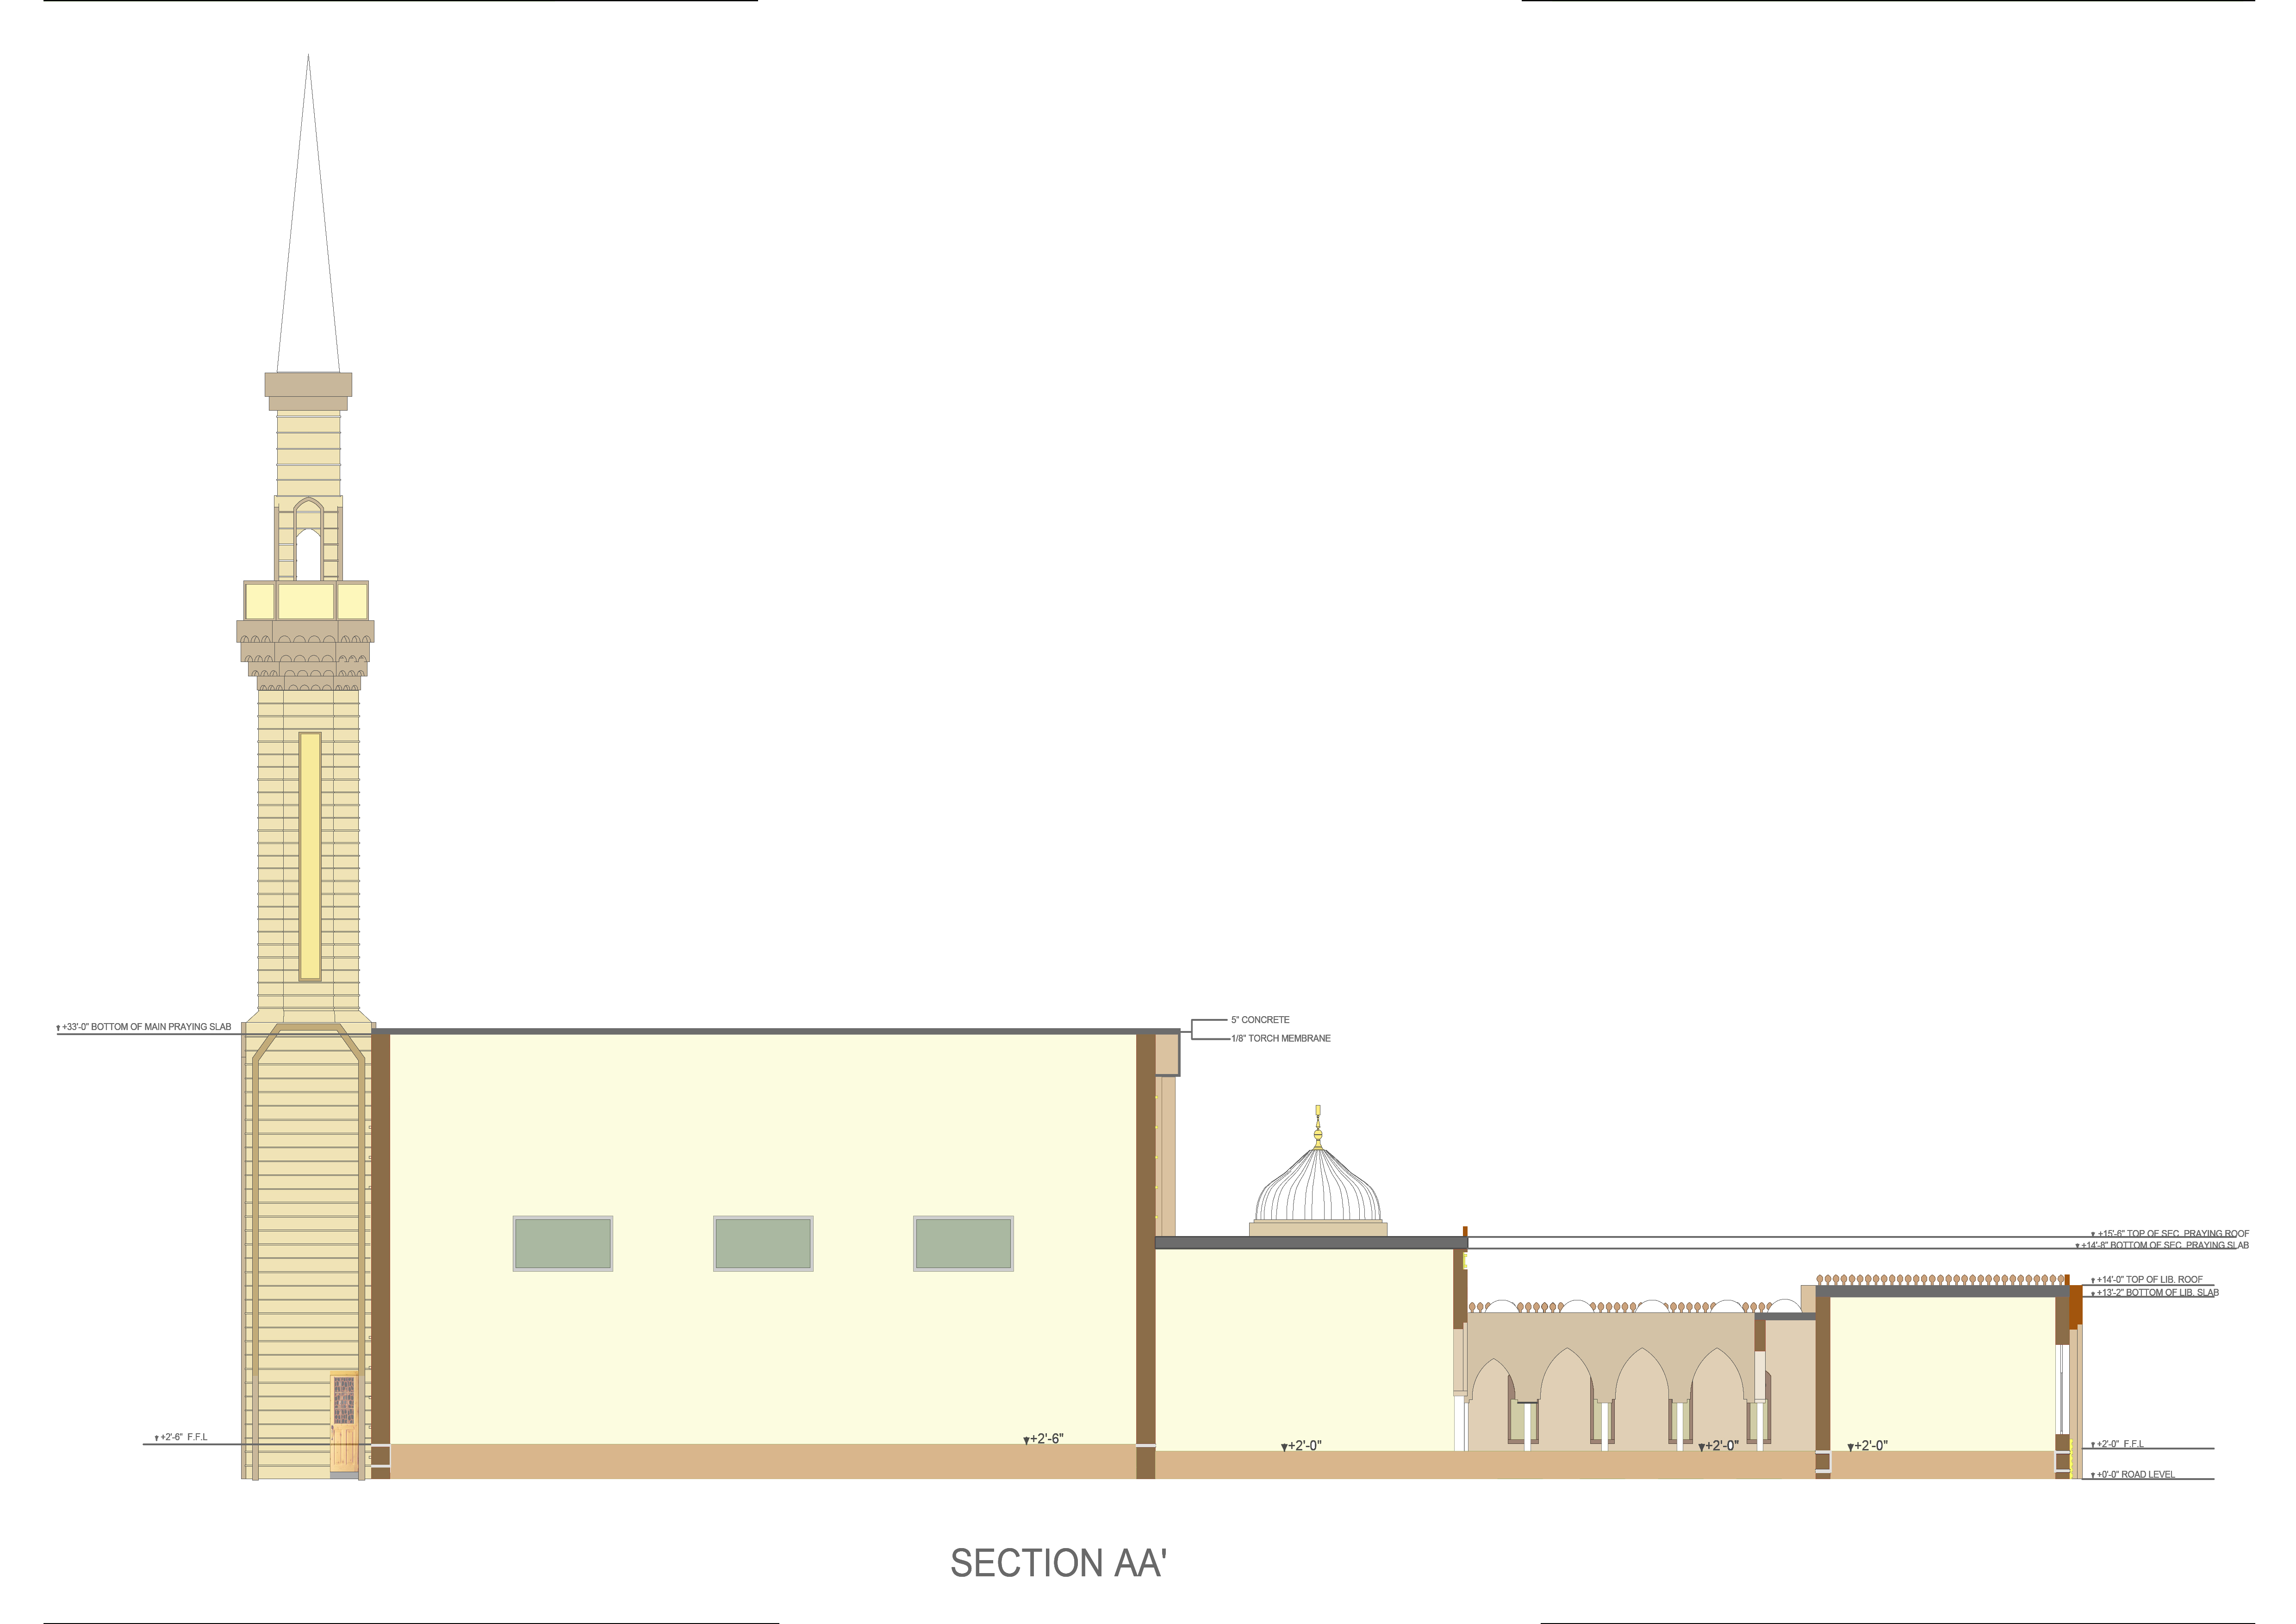 5" CONCRETE
+33'-0" BOTTOM OF MAIN PRAYING SLAB
1/8" TORCH MEMBRANE
+15'-6" TOP OF SEC. PRAYING ROOF
+14'-8" BOTTOM OF SEC. PRAYING SLAB
+14'-0" TOP OF LIB. ROOF
+13'-2" BOTTOM OF LIB. SLAB
+2'-6" F.F.L
+2'-6"
+2'-0"
+2'-0"
+2'-0"
+2'-0" F.F.L
+0'-0" ROAD LEVEL
SECTION AA'